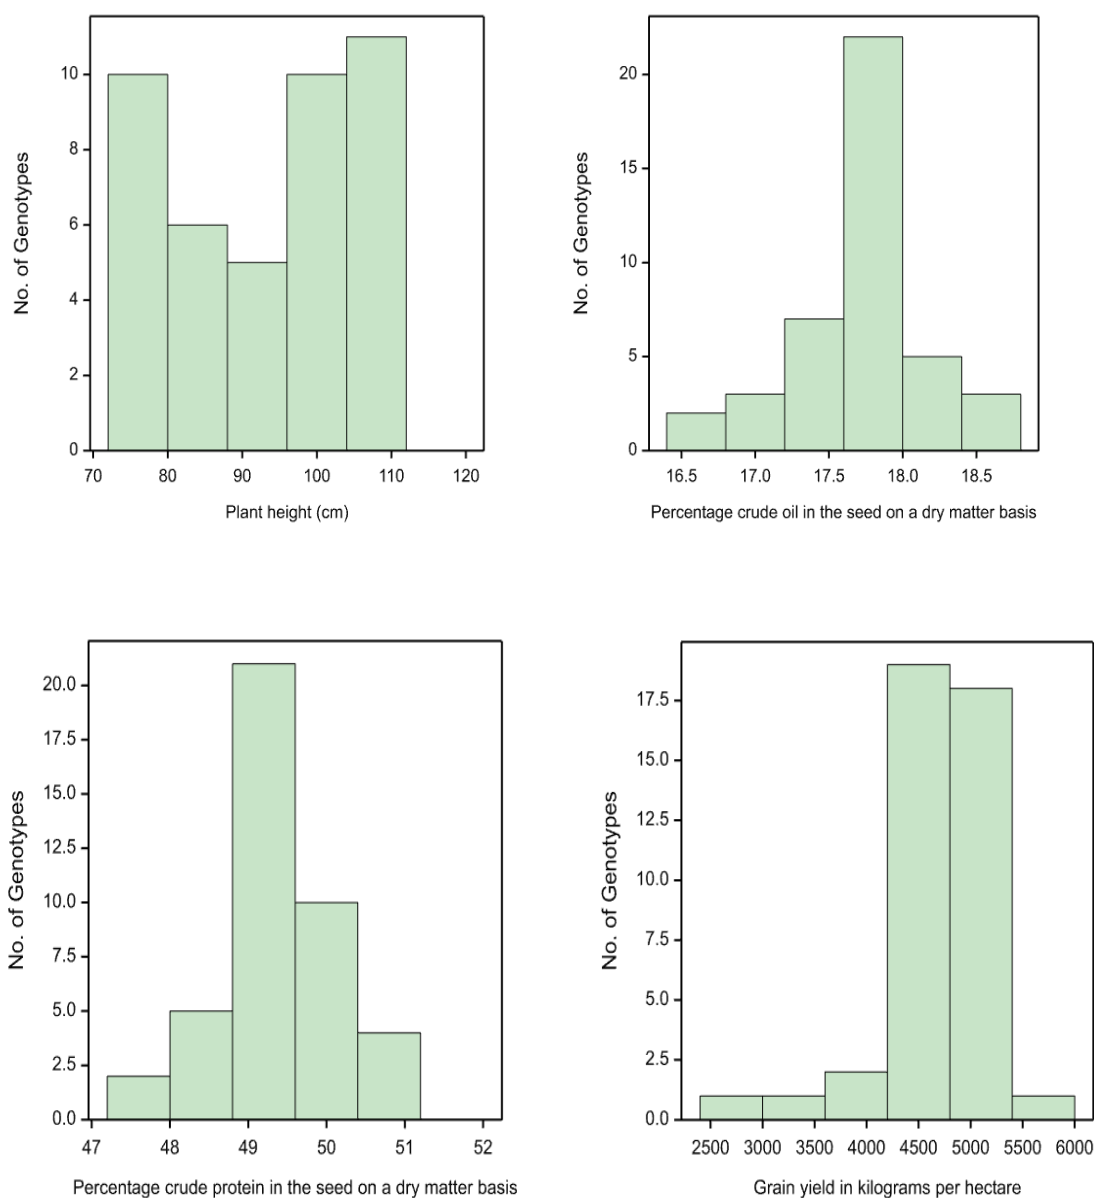 No. of Genotypes
10
8
6
4
2
0
70 80 90 100 110 120
Plant height (cm)
No. of Genotypes
20
15
10
5
0
16.5 17.0 17.5 18.0 18.5
Percentage crude oil in the seed on a dry matter basis
No. of Genotypes
20.0
17.5
15.0
12.5
10.0
7.5
5.0
2.5
0.0
47 48 49 50 51 52
Percentage crude protein in the seed on a dry matter basis
No. of Genotypes
17.5
15.0
12.5
10.0
7.5
5.0
2.5
0.0
2500 3000 3500 4000 4500 5000 5500 6000
Grain yield in kilograms per hectare